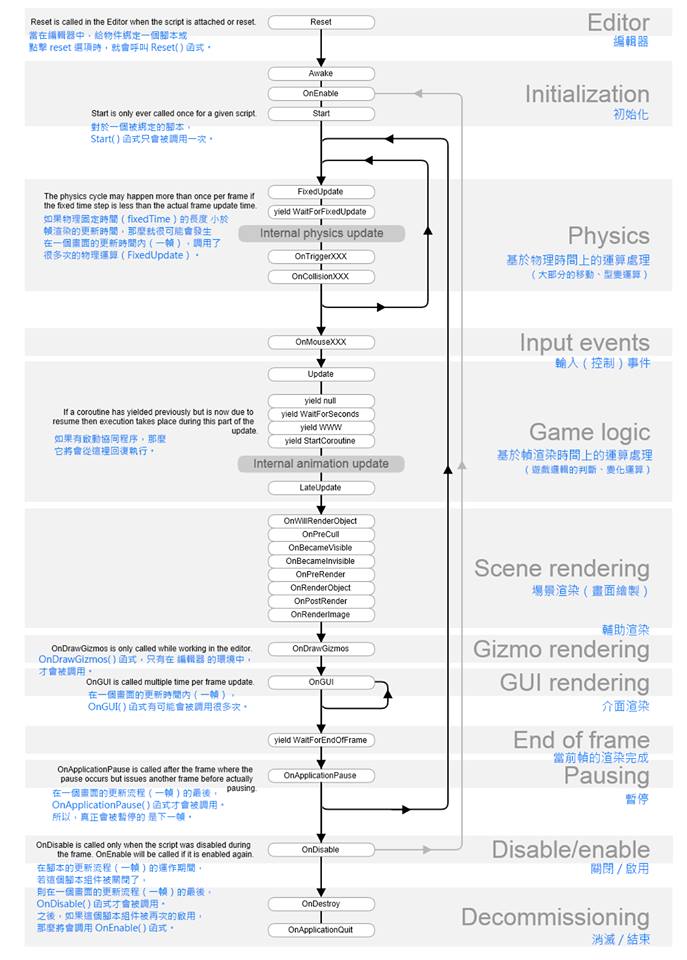 Reset is called in the Editor when the script is attached or reset.
當在編輯器中，給物件綁定一個腳本或
點擊 reset 選項時，就會呼叫 Reset( ) 函式。
Reset
Editor
編輯器
Awake
OnEnable
Start
Initialization
初始化
Start is only ever called once for a given script.
對於一個被綁定的腳本，
Start( ) 函式只會被調用一次。
The physics cycle may happen more than once per frame if
the fixed time step is less than the actual frame update time.
如果物理固定時間（fixedTime）的長度 小於
幀渲染的更新時間，那麼就很可能會發生
在一個畫面的更新時間內（一幀），調用了
很多次的物理運算（FixedUpdate）。
FixedUpdate
yield WaitForFixedUpdate
Internal physics update
OnTriggerXXX
OnCollisionXXX
Physics
基於物理時間上的運算處理
（大部分的移動、型變運算）
OnMouseXXX
Input events
輸入（控制）事件
Update
yield null
yield WaitForSeconds
yield WWW
yield StartCoroutine
If a coroutine has yielded previously but is now due to
resume then execution takes place during this part of the
update.
如果有啟動協同程序，那麼
它將會從這裡回復執行。
Internal animation update
LateUpdate
Game logic
基於幀渲染時間上的運算處理
（遊戲邏輯的判斷、變化運算）
OnWillRenderObject
OnPreCull
OnBecameVisible
OnBecameInvisible
OnPreRender
OnRenderObject
OnPostRender
OnRenderImage
Scene rendering
場景渲染（畫面繪製）
輔助渲染
Gizmo rendering
OnDrawGizmos is only called while working in the editor.
OnDrawGizmos( ) 函式，只有在 編輯器 的環境中，
才會被調用。
OnDrawGizmos
OnGUI is called multiple time per frame update.
在一個畫面的更新時間內（一幀），
OnGUI( ) 函式有可能會被調用很多次。
OnGUI
GUI rendering
介面渲染
yield WaitForEndOfFrame
End of frame
當前幀的渲染完成
OnApplicationPause is called after the frame where the
pause occurs but issues another frame before actually
pausing.
在一個畫面的更新流程（一幀）的最後，
OnApplicationPause( ) 函式才會被調用。
所以，真正會被暫停的 是下一幀。
OnApplicationPause
Pausing
暫停
OnDisable is called only when the script was disabled during
the frame. OnEnable will be called if it is enabled again.
在腳本的更新流程（一幀）的運作期間，
若這個腳本組件被關閉了，
則在一個畫面的更新流程（一幀）的最後，
OnDisable( ) 函式才會被調用。
之後，如果這個腳本組件被再次的啟用，
那麼將會調用 OnEnable( ) 函式。
OnDisable
Disable/enable
關閉 / 啟用
OnDestroy
OnApplicationQuit
Decommissioning
消滅 / 結束